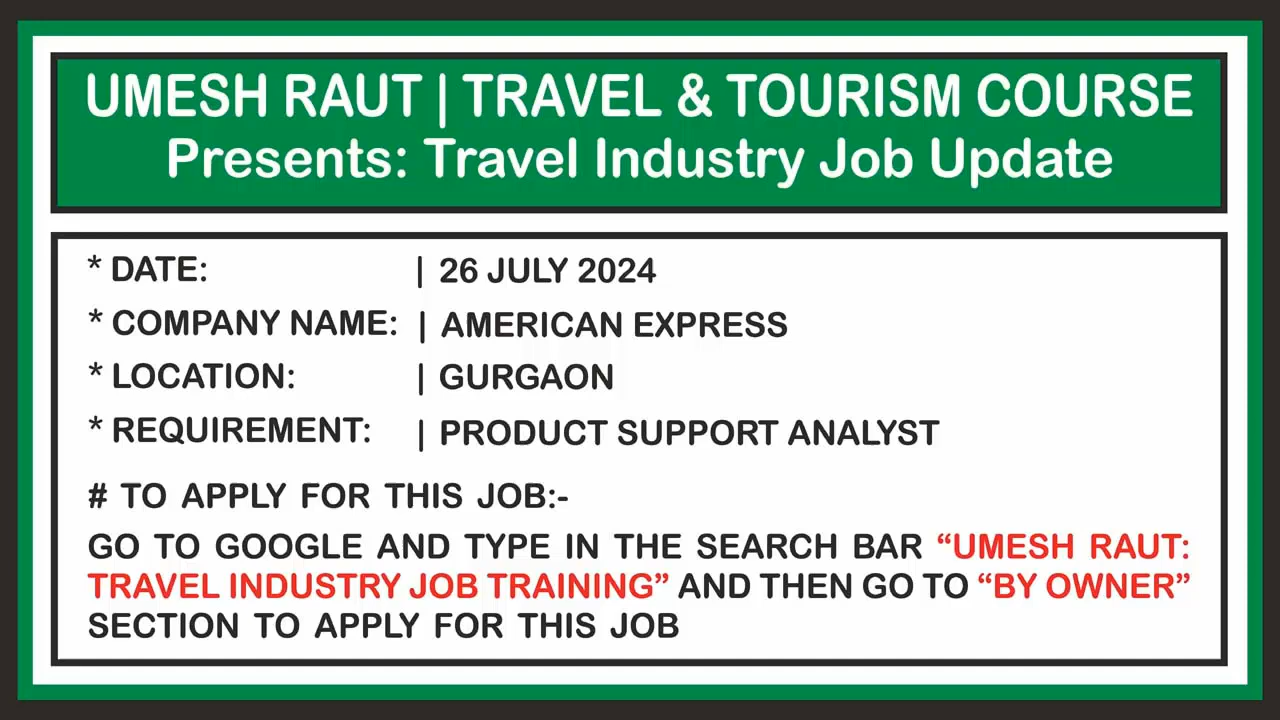 UMESH RAUT | TRAVEL & TOURISM COURSE
Presents: Travel Industry Job Update
* DATE: | 26 JULY 2024
* COMPANY NAME: | AMERICAN EXPRESS
* LOCATION: | GURGAON
* REQUIREMENT: | PRODUCT SUPPORT ANALYST
# TO APPLY FOR THIS JOB:-
GO TO GOOGLE AND TYPE IN THE SEARCH BAR “UMESH RAUT:
TRAVEL INDUSTRY JOB TRAINING” AND THEN GO TO “BY OWNER”
SECTION TO APPLY FOR THIS JOB